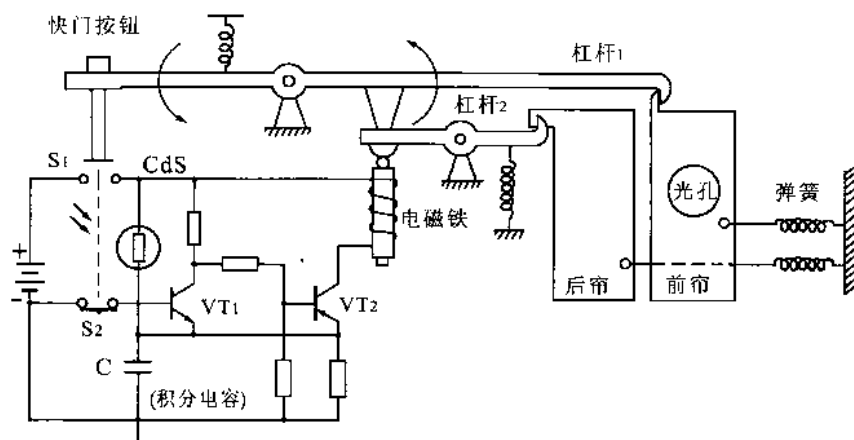 快门按钮
杠杆1
杠杆2
S1
CdS
电磁铁
光孔
弹簧
+
-
VT1
VT2
后帘
前帘
S2
C
(积分电容)